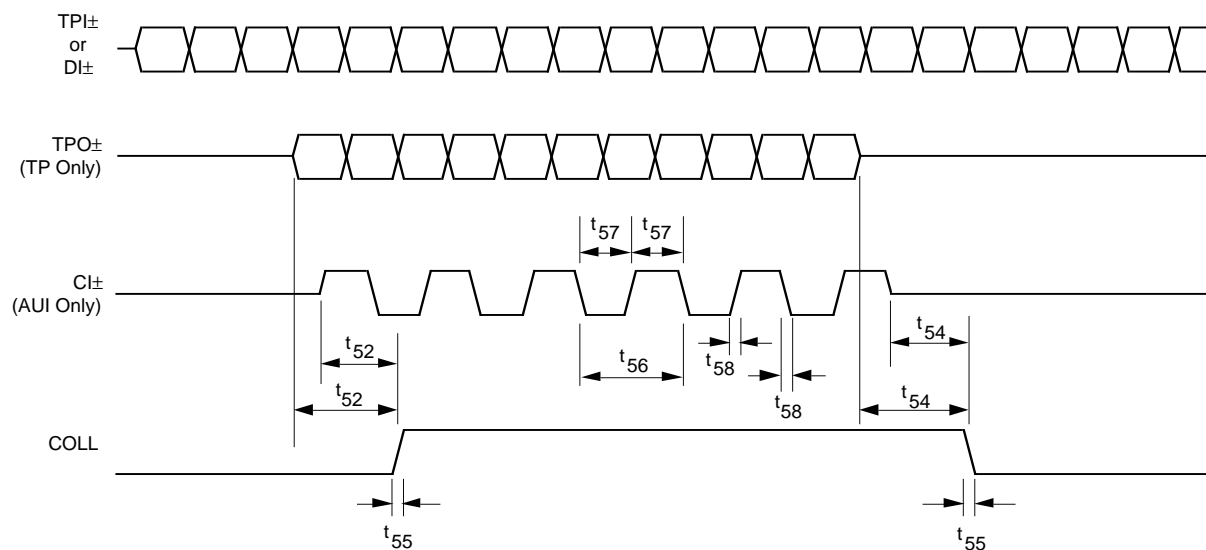 TPI±
or
DI±
TPO±
(TP Only)
t57
t57
CI±
(AUI Only)
t52
t56
t58
t54
t58
t52
t54
COLL
t55
t55